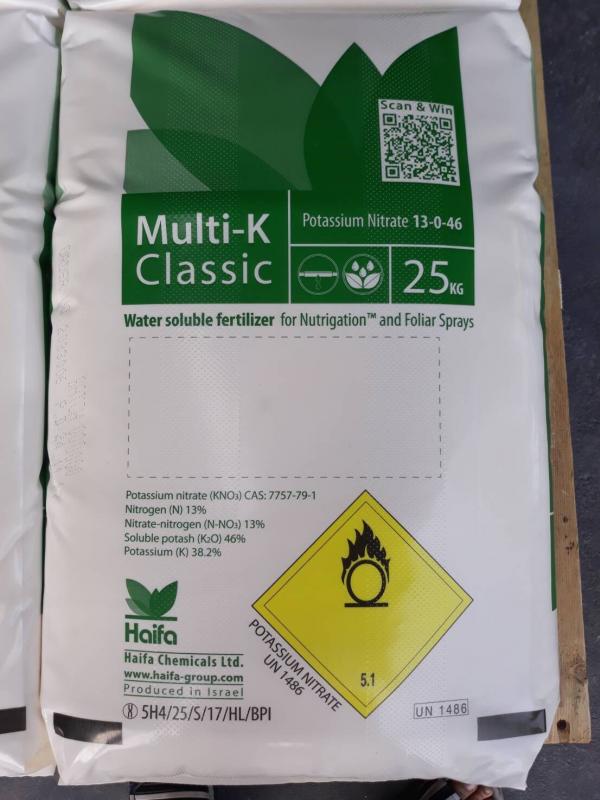 Scan & Win
Multi-K
Classic
Potassium Nitrate 13-0-46
25KG
Water soluble fertilizer for Nutrigation™ and Foliar Sprays
Potassium nitrate (KNO₃) CAS: 7757-79-1
Nitrogen (N) 13%
Nitrate-nitrogen (N-NO₃) 13%
Soluble potash (K₂O) 46%
Potassium (K) 38.2%
5.1
POTASSIUM NITRATE
UN 1486
Haifa
Haifa Chemicals Ltd.
www.haifa-group.com
Produced in Israel
5H4/25/S/17/HL/BPI
UN 1486